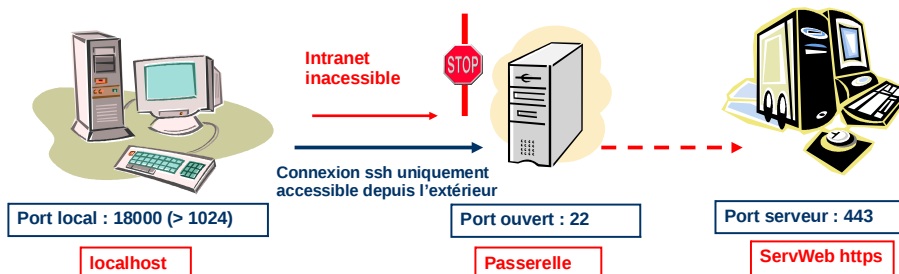 Intranet
inacessible
STOP
Connexion ssh uniquement
accessible depuis l'extérieur
Port local : 18000 (> 1024)
Port ouvert : 22
Port serveur : 443
localhost
Passerelle
ServWeb https